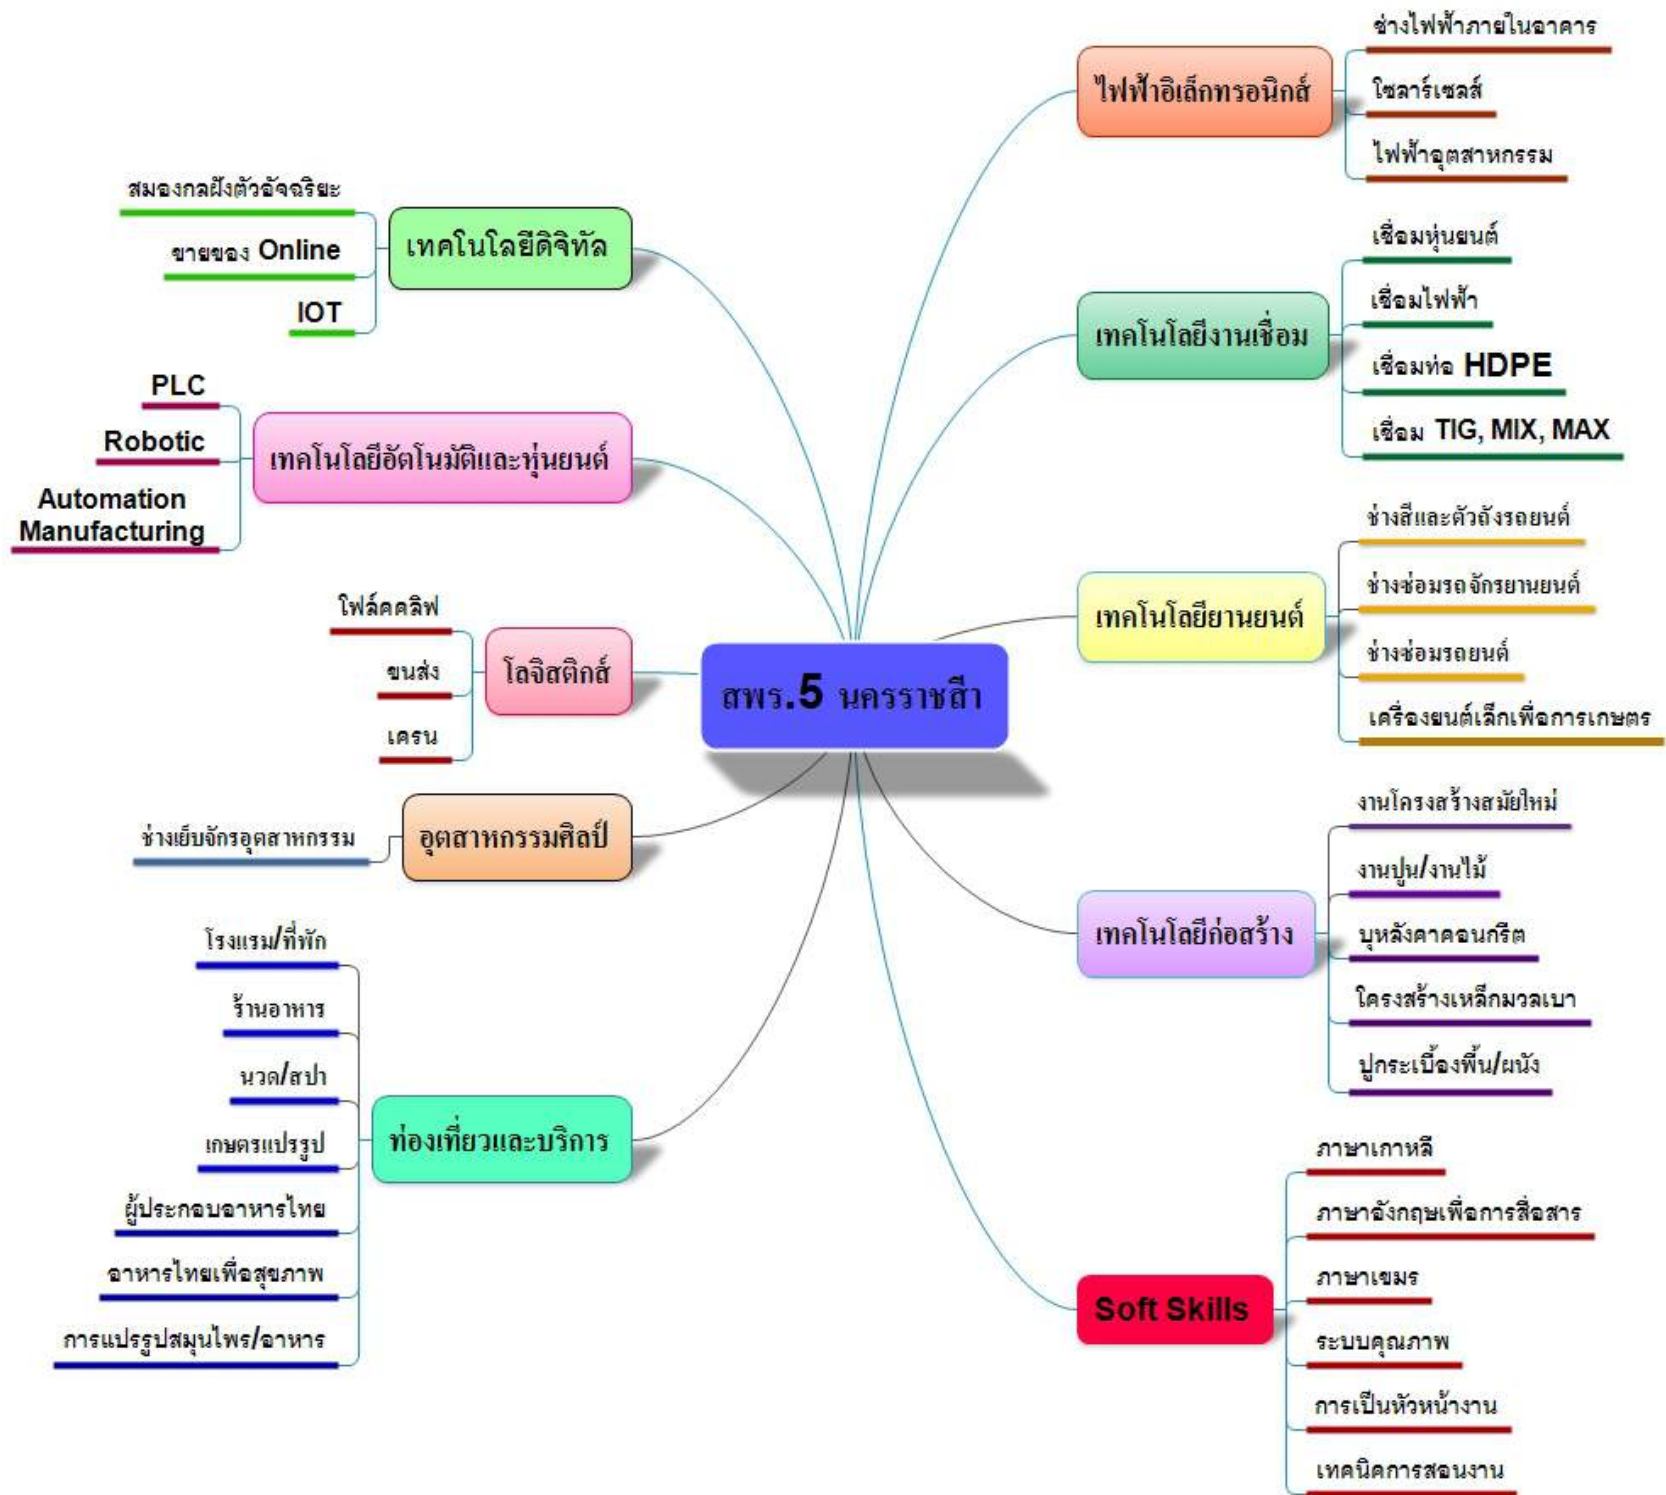 สพร.5 นครราชสีา
ไฟฟ้าอิเล็กทรอนิกส์
ช่างไฟฟ้าภายในอาคาร
โซลาร์เซลส์
ไฟฟ้าอุตสาหกรรม
เทคโนโลยีงานเชื่อม
เชื่อมหุ่นยนต์
เชื่อมไฟฟ้า
เชื่อมท่อ HDPE
เชื่อม TIG, MIX, MAX
เทคโนโลยียานยนต์
ช่างสีและตัวถังรถยนต์
ช่างซ่อมรถจักรยานยนต์
ช่างซ่อมรถยนต์
เครื่องยนต์เล็กเพื่อการเกษตร
เทคโนโลยีก่อสร้าง
งานโครงสร้างสมัยใหม่
งานปูน/งานไม้
บุหลังคาคอนกรีต
โครงสร้างเหล็กมวลเบา
ปูกระเบื้องพื้น/ผนัง
Soft Skills
ภาษาเกาหลี
ภาษาอังกฤษเพื่อการสื่อสาร
ภาษาเขมร
ระบบคุณภาพ
การเป็นหัวหน้างาน
เทคนิคการสอนงาน
เทคโนโลยีดิจิทัล
สมองกลฝังตัวอัจฉริยะ
ขายของ Online
IOT
เทคโนโลยีอัตโนมัติและหุ่นยนต์
PLC
Robotic
Automation
Manufacturing
โลจิสติกส์
โฟล์คคลิฟ
ขนส่ง
เครน
อุตสาหกรรมศิลป์
ช่างเย็บจักรอุตสาหกรรม
ท่องเที่ยวและบริการ
โรงแรม/ที่พัก
ร้านอาหาร
นวด/สปา
เกษตรแปรรูป
ผู้ประกอบอาหารไทย
อาหารไทยเพื่อสุขภาพ
การแปรรูปสมุนไพร/อาหาร